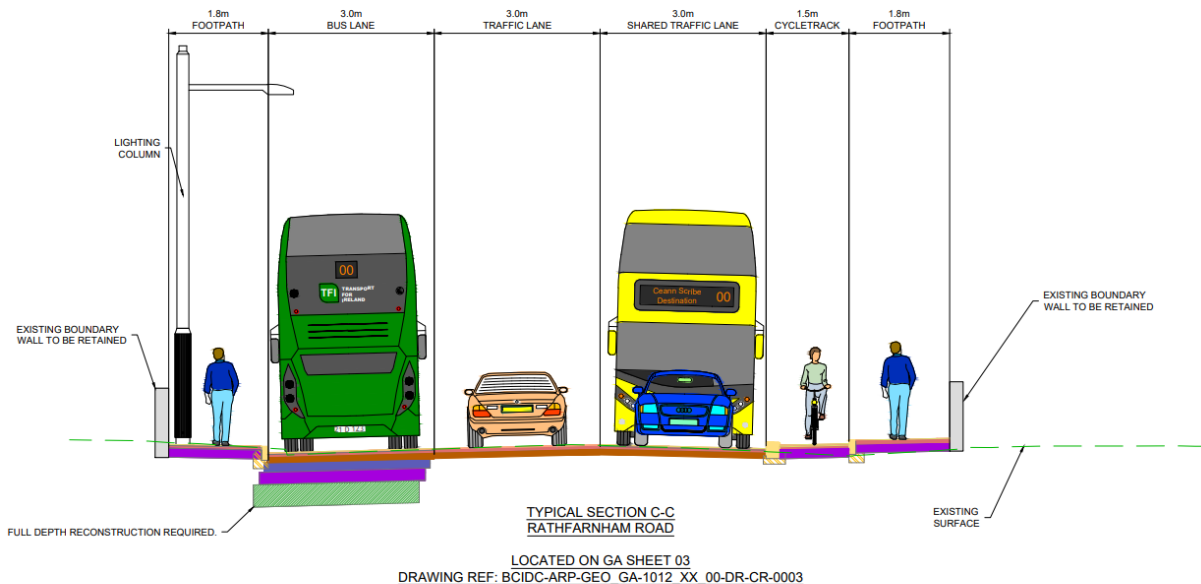 1.8m
FOOTPATH
3.0m
BUS LANE
3.0m
TRAFFIC LANE
3.0m
SHARED TRAFFIC LANE
1.5m
CYCLETRACK
1.8m
FOOTPATH
LIGHTING
COLUMN
00
TFI
TRANSPORT
FOR
IRELAND
Ceann Scribe
Destination
00
EXISTING BOUNDARY
WALL TO BE RETAINED
EXISTING BOUNDARY
WALL TO BE RETAINED
FULL DEPTH RECONSTRUCTION REQUIRED.
EXISTING
SURFACE
TYPICAL SECTION C-C
RATHFARNHAM ROAD
LOCATED ON GA SHEET 03
DRAWING REF: BCIDC-ARP-GEO_GA-1012_XX_00-DR-CR-0003